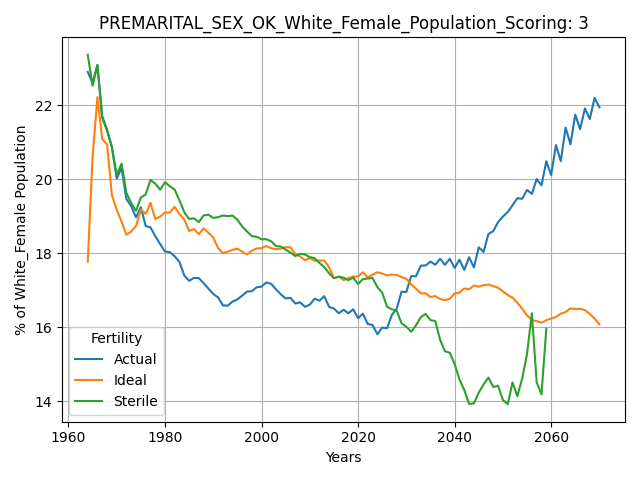 PREMARITAL_SEX_OK_White_Female_Population_Scoring: 3
% of White_Female Population
22
20
18
16
14
Fertility
Actual
Ideal
Sterile
1960
1980
2000
2020
2040
2060
Years